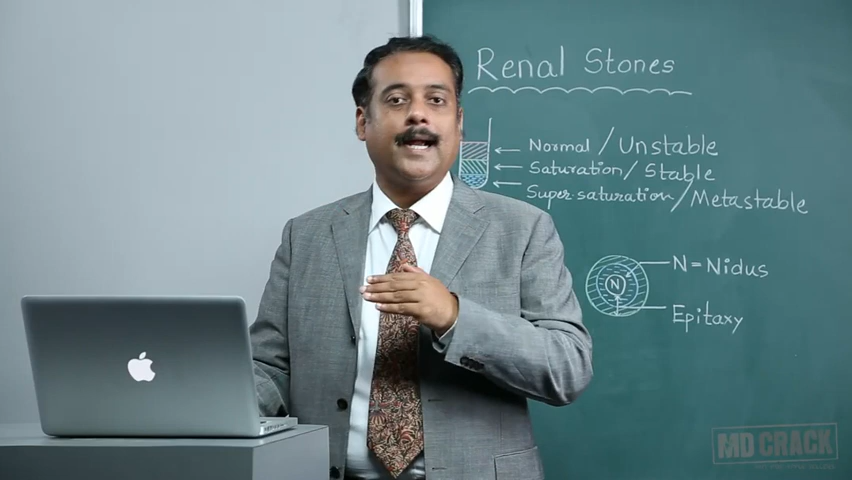 Renal Stones
Normal / Unstable
Saturation / Stable
Super saturation / Metastable
N = Nidus
N
Epitaxy
MD CRACK